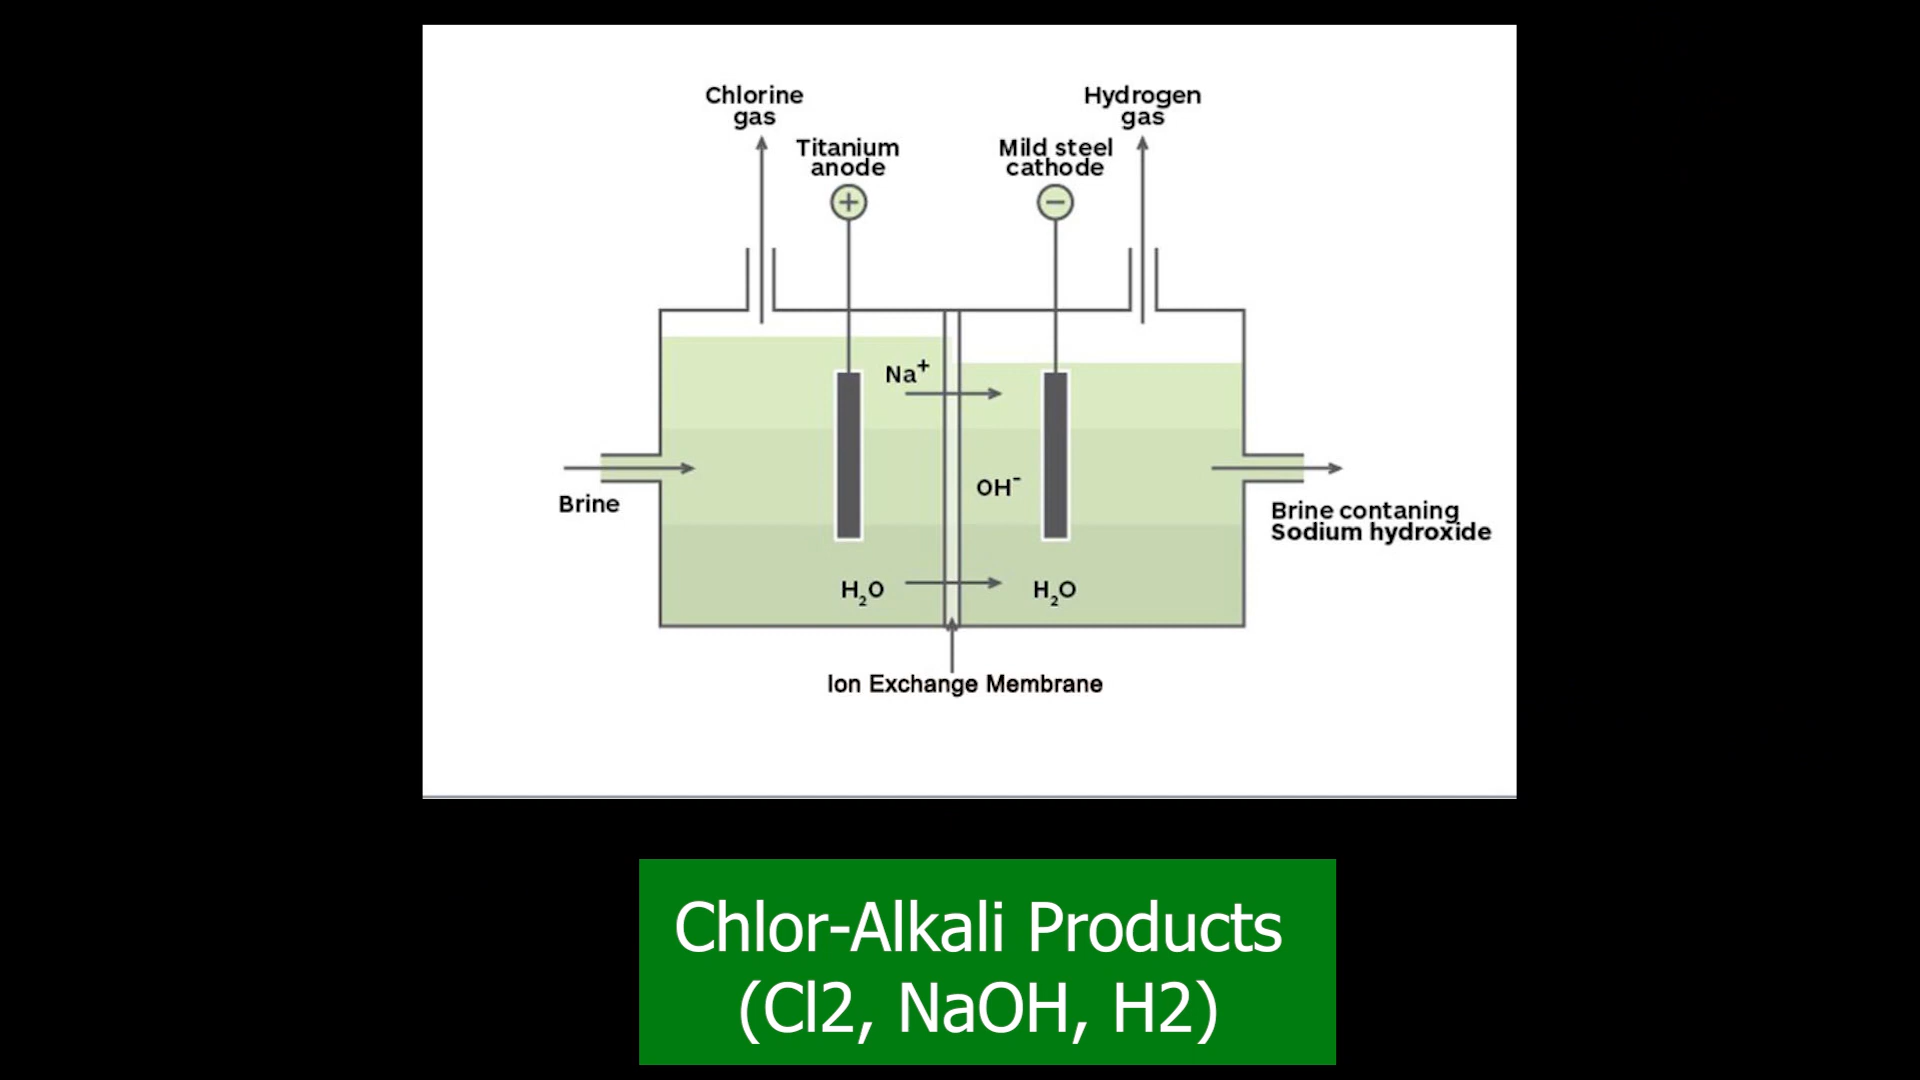 Chlorine
gas
Hydrogen
gas
Titanium
anode
Mild steel
cathode
+
−
Na⁺
OH⁻
Brine
Brine contaning
Sodium hydroxide
H₂O
H₂O
Ion Exchange Membrane
Chlor-Alkali Products
(Cl2, NaOH, H2)